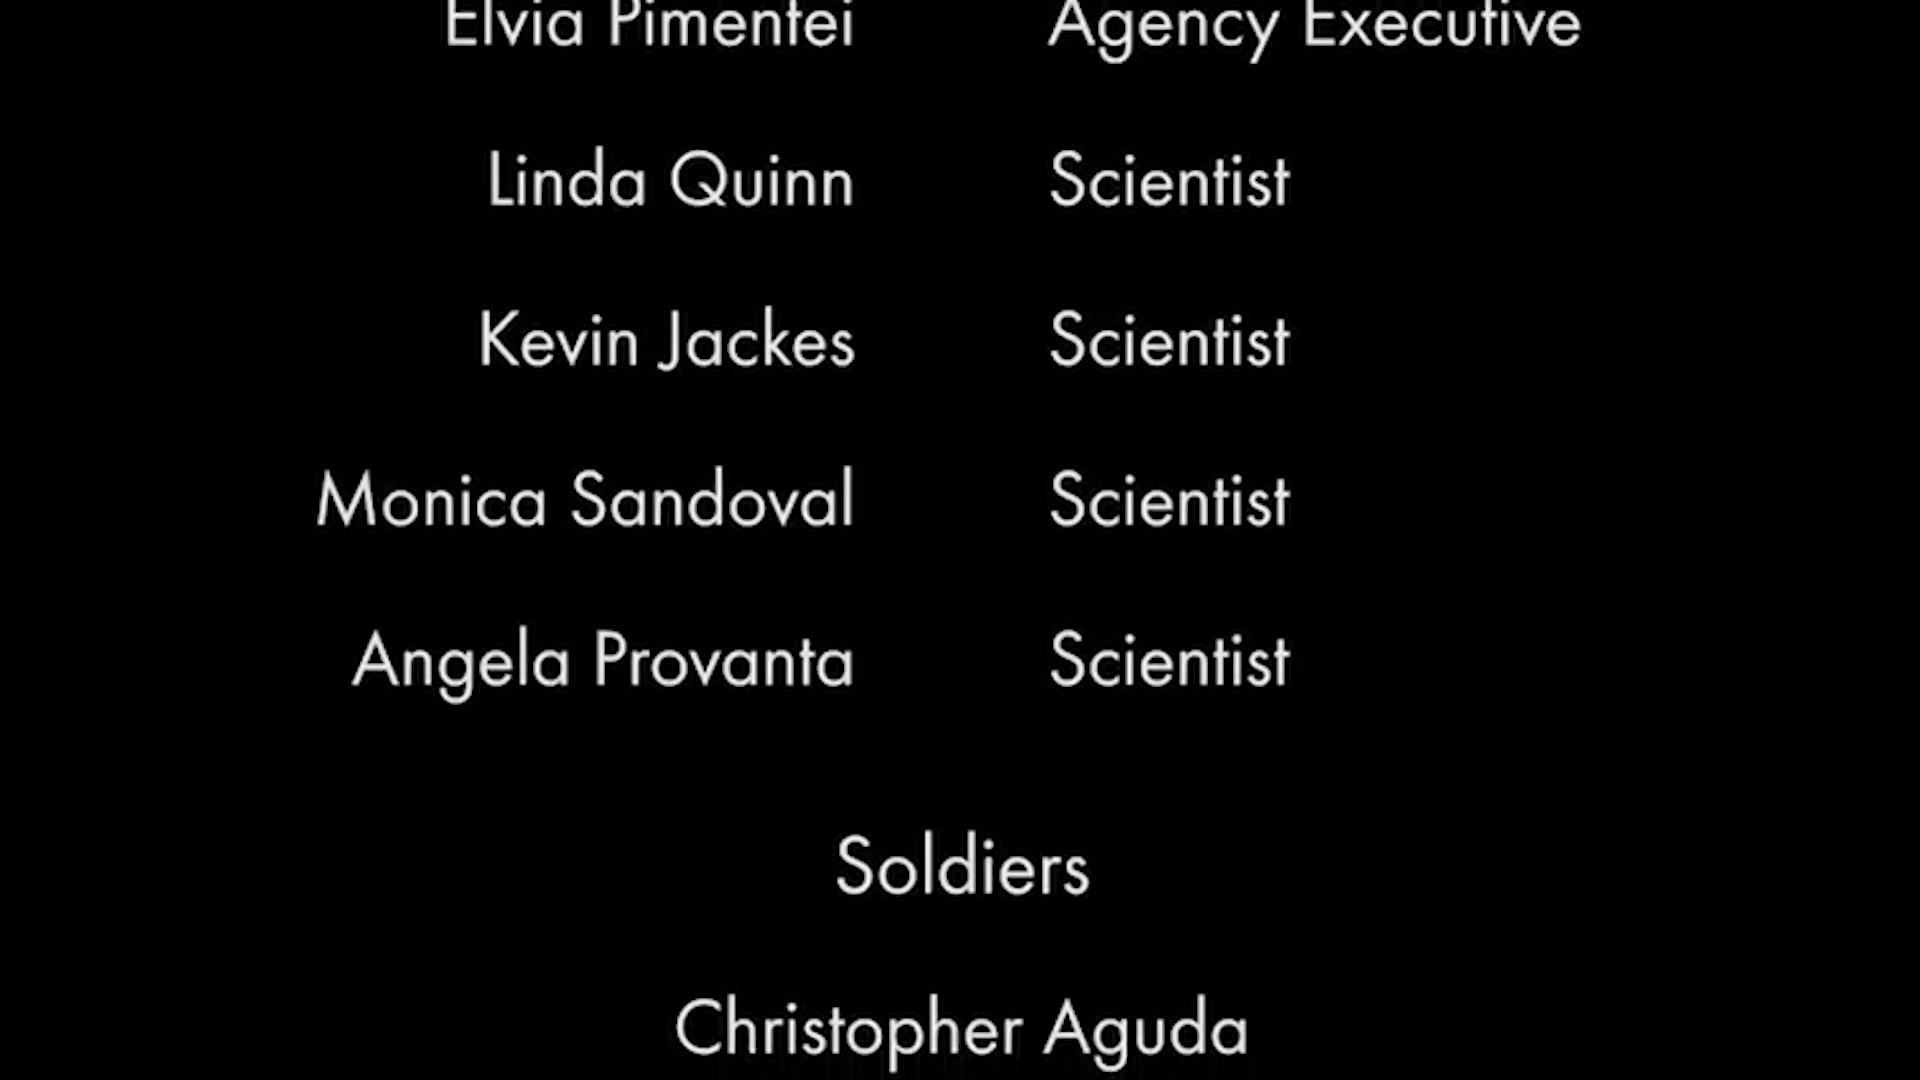 Elvia Pimentel Agency Executive
Linda Quinn Scientist
Kevin Jackes Scientist
Monica Sandoval Scientist
Angela Provanta Scientist
Soldiers
Christopher Aguda